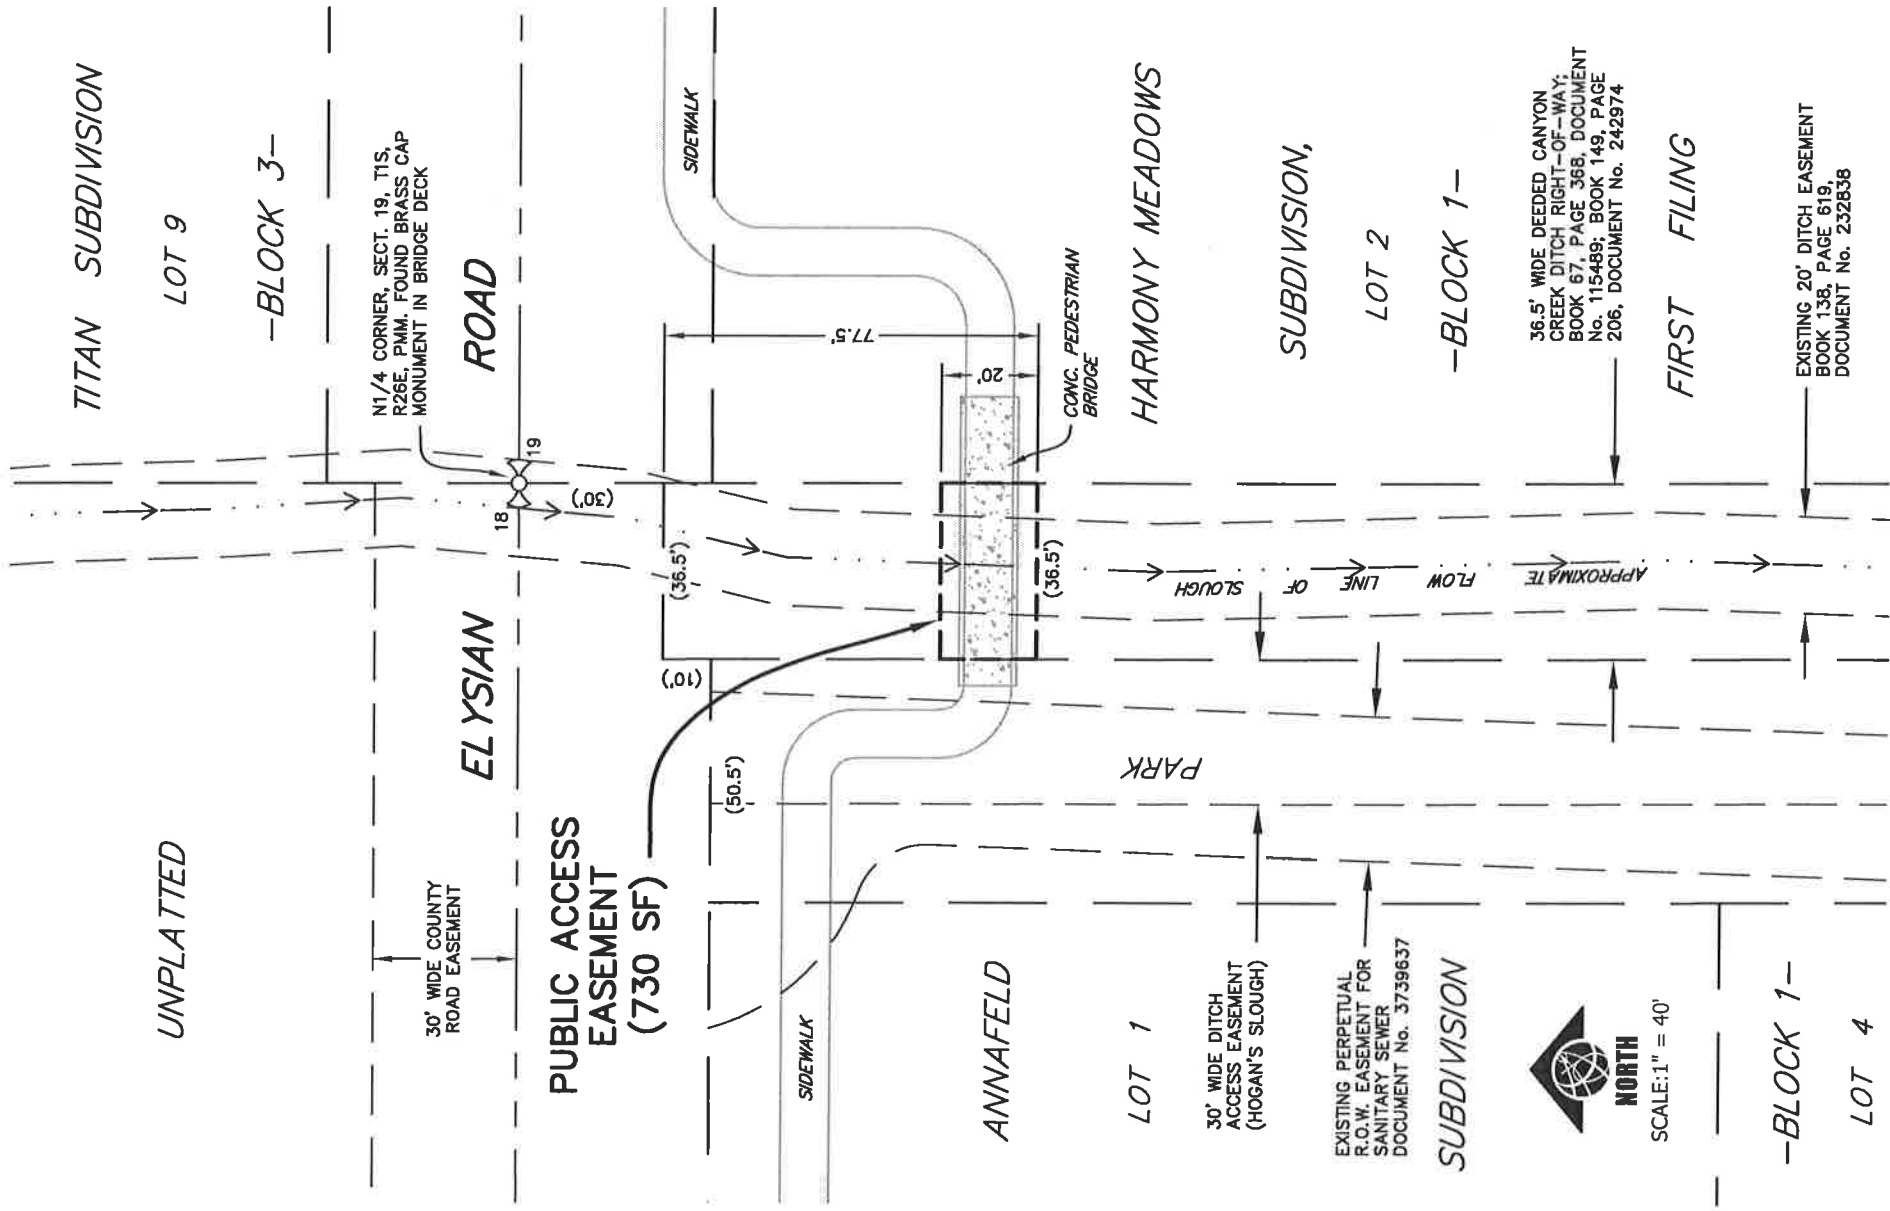 UNPLATTED
TITAN SUBDIVISION
LOT 9
-BLOCK 3-
30' WIDE COUNTY
ROAD EASEMENT
N1/4 CORNER, SECT. 19, T1S,
R26E, PMM. FOUND BRASS CAP
MONUMENT IN BRIDGE DECK
ELYSIAN
ROAD
18
19
(30')
PUBLIC ACCESS
EASEMENT
(730 SF)
(36.5')
(10')
(50.5')
SIDEWALK
SIDEWALK
77.5'
20'
(36.5')
CONC. PEDESTRIAN
BRIDGE
ANNAFELD
PARK
HARMONY MEADOWS
LOT 1
APPROXIMATE FLOW LINE OF SLOUGH
SUBDIVISION,
LOT 2
30' WIDE DITCH
ACCESS EASEMENT
(HOGAN'S SLOUGH)
-BLOCK 1-
EXISTING PERPETUAL
R.O.W. EASEMENT FOR
SANITARY SEWER
DOCUMENT No. 3739637
36.5' WIDE DEEDED CANYON
CREEK DITCH RIGHT-OF-WAY;
BOOK 67, PAGE 368, DOCUMENT
No. 115489; BOOK 149, PAGE
206, DOCUMENT No. 242974
SUBDIVISION
FIRST FILING
NORTH
SCALE:1" = 40'
EXISTING 20' DITCH EASEMENT
BOOK 138, PAGE 619,
DOCUMENT No. 232838
-BLOCK 1-
LOT 4